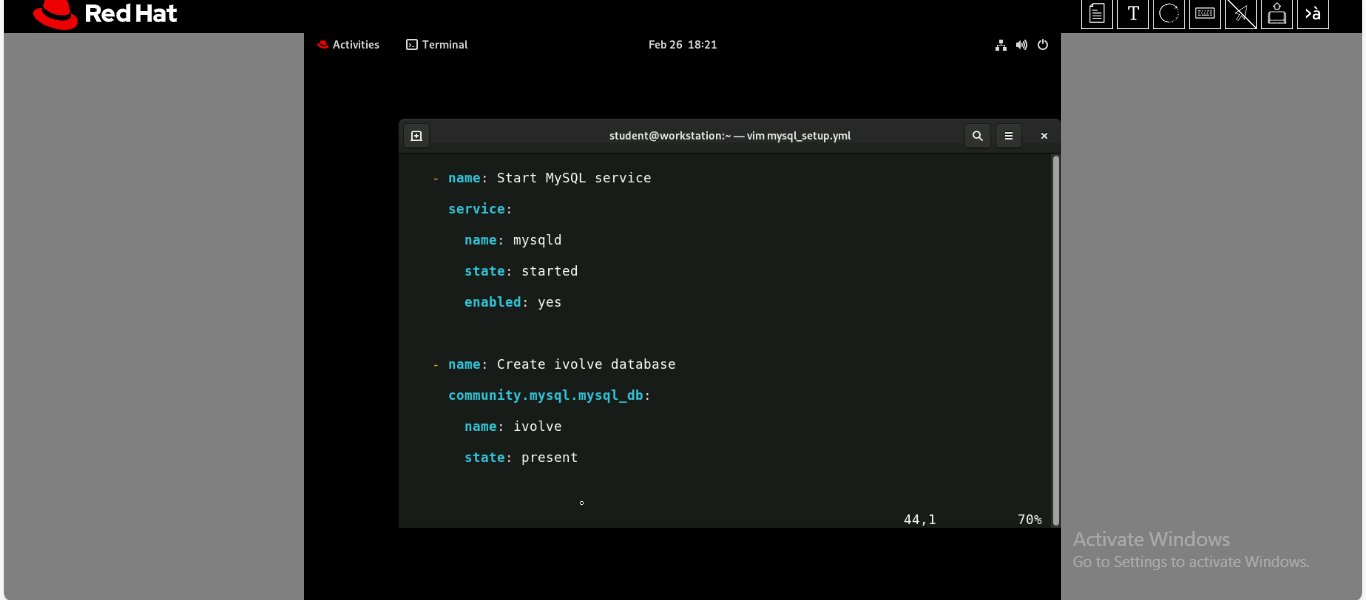 Red Hat
T
>à
Activities Terminal Feb 26 18:21
student@workstation:~ — vim mysql_setup.yml
- name: Start MySQL service
service:
name: mysqld
state: started
enabled: yes
- name: Create ivolve database
community.mysql.mysql_db:
name: ivolve
state: present
44,1 70%
Activate Windows
Go to Settings to activate Windows.